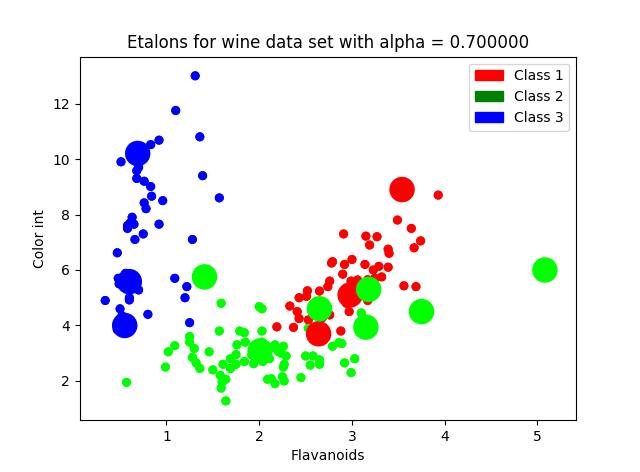 Etalons for wine data set with alpha = 0.700000
Class 1
Class 2
Class 3
Color int
12
10
8
6
4
2
1
2
3
4
5
Flavanoids